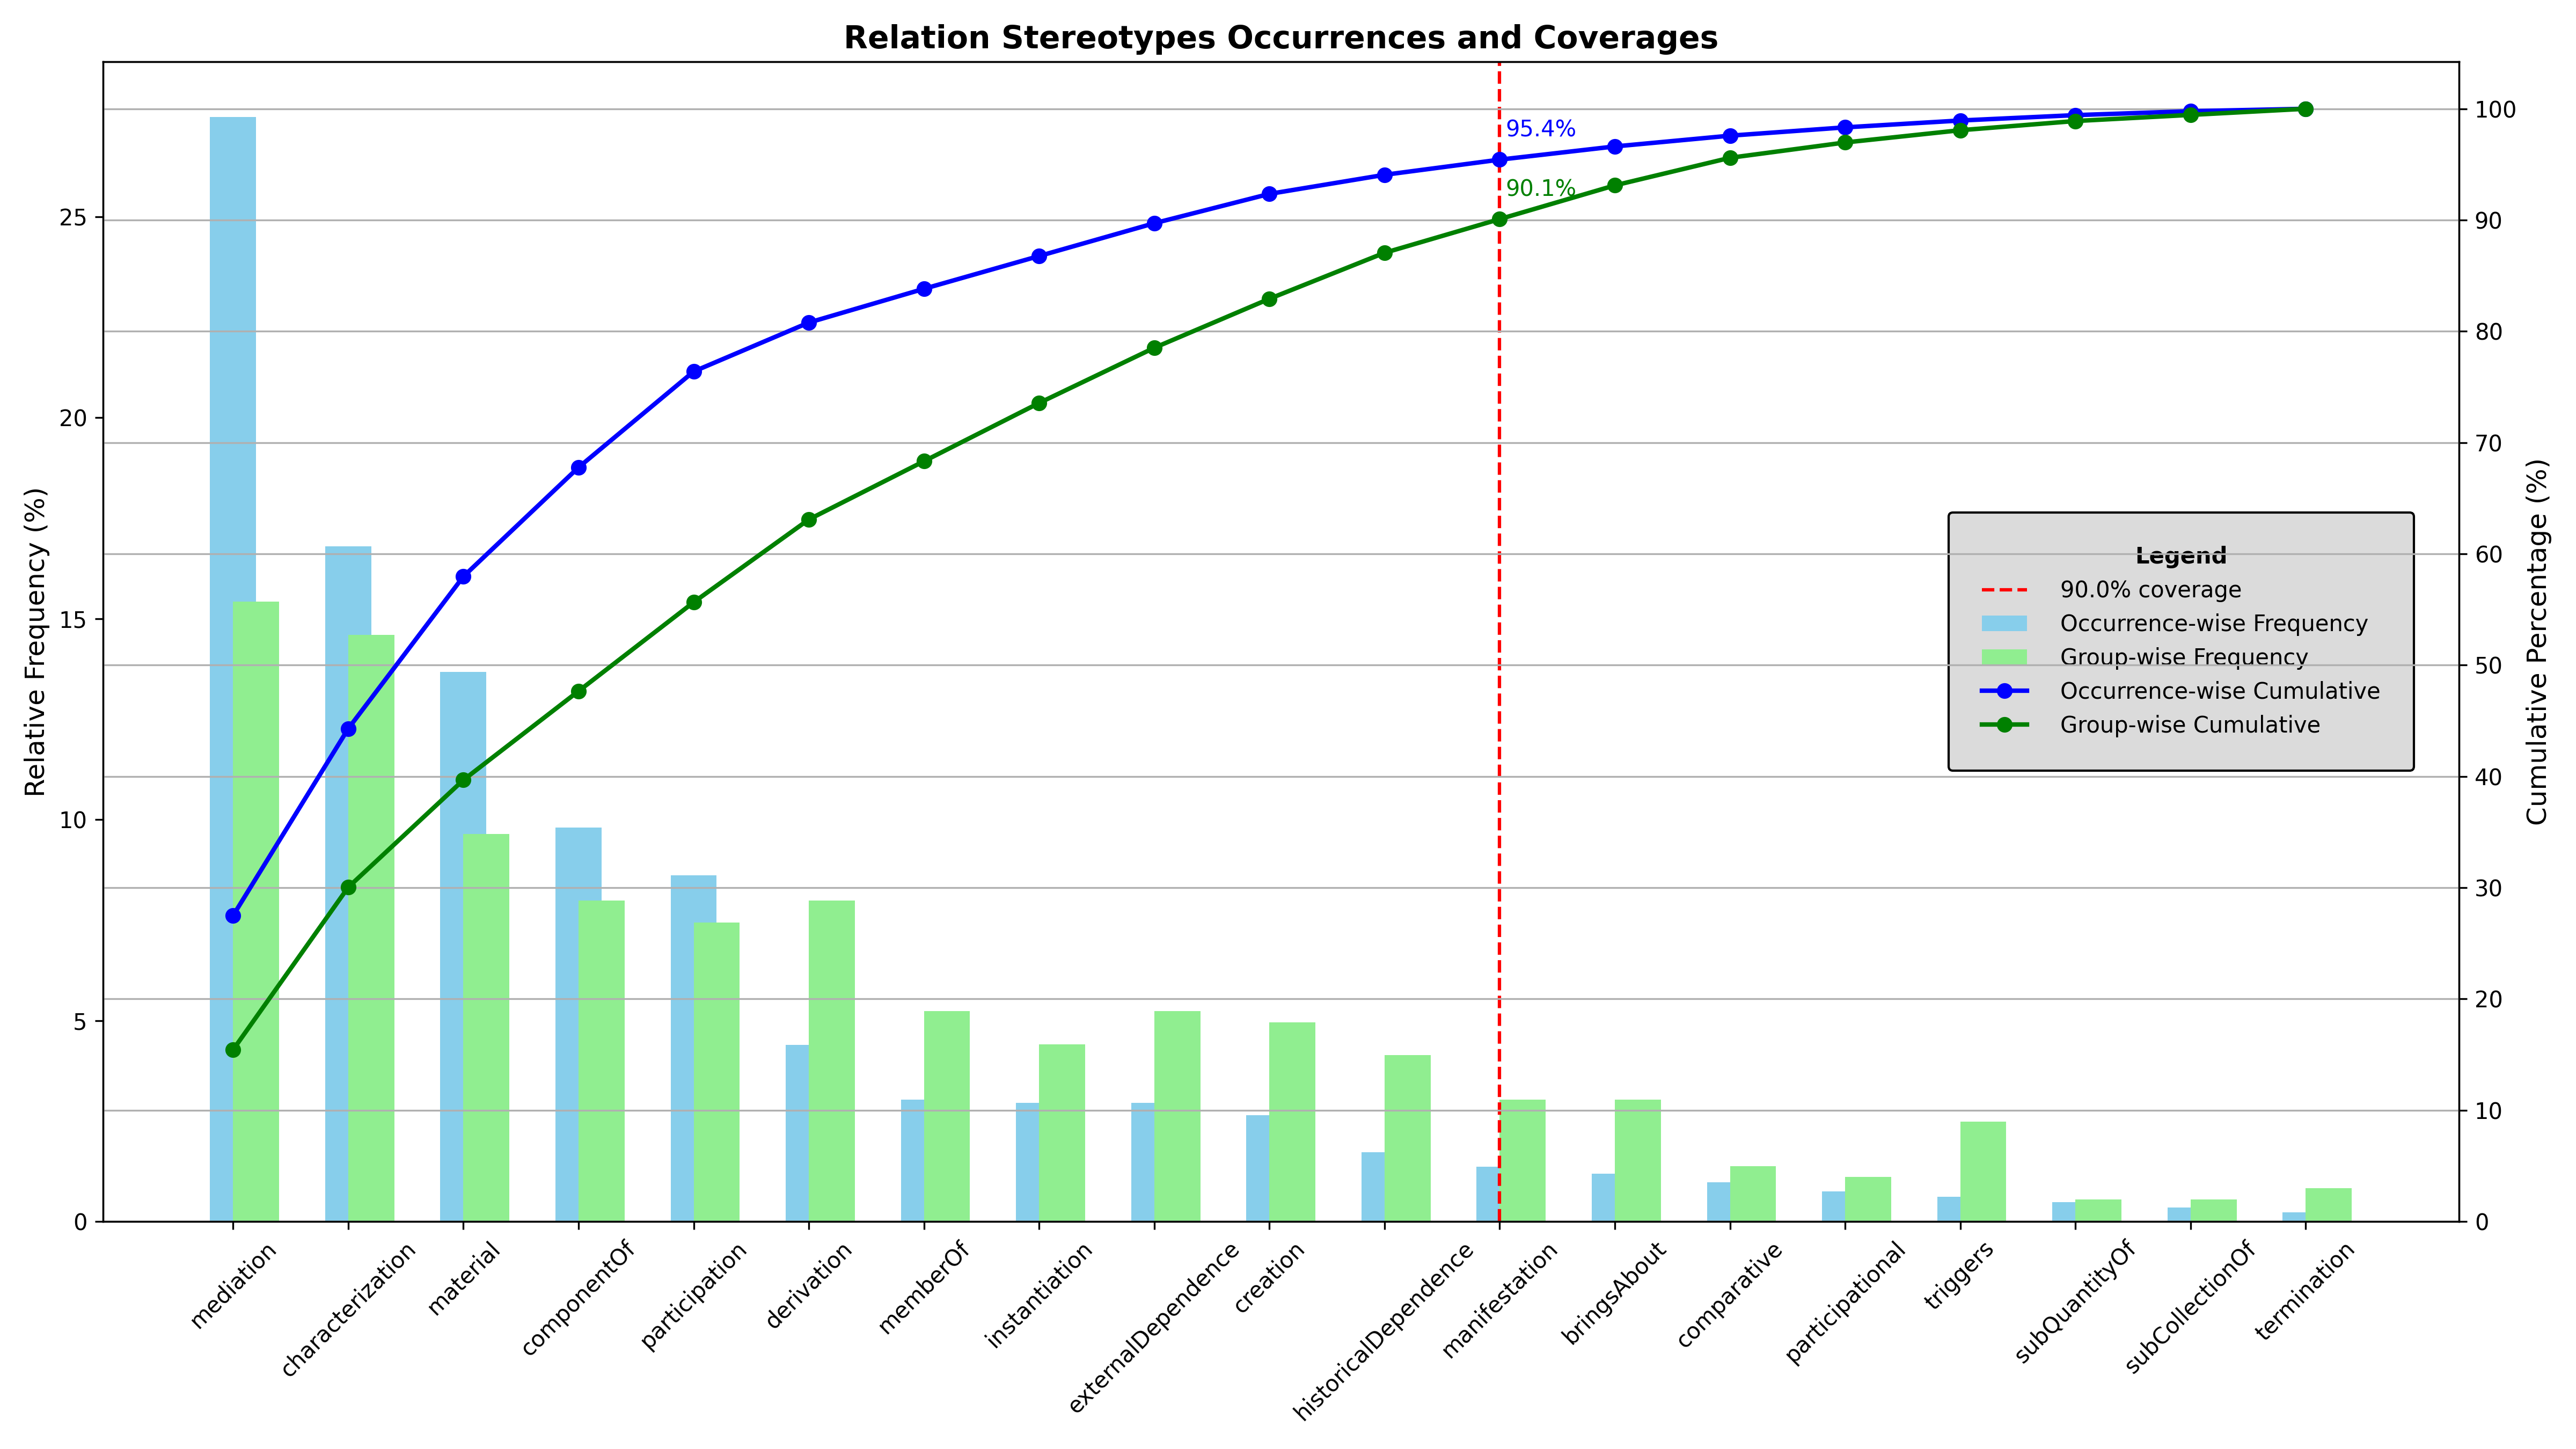 Relation Stereotypes Occurrences and Coverages
Relative Frequency (%)
25
20
15
10
5
0
95.4%
90.1%
100
90
80
70
60
50
40
30
20
10
0
Cumulative Percentage (%)
Legend
90.0% coverage
Occurrence-wise Frequency
Group-wise Frequency
Occurrence-wise Cumulative
Group-wise Cumulative
mediation
characterization
material
componentOf
participation
derivation
memberOf
instantiation
externalDependence
creation
historicalDependence
manifestation
bringsAbout
comparative
participational
triggers
subQuantityOf
subCollectionOf
termination